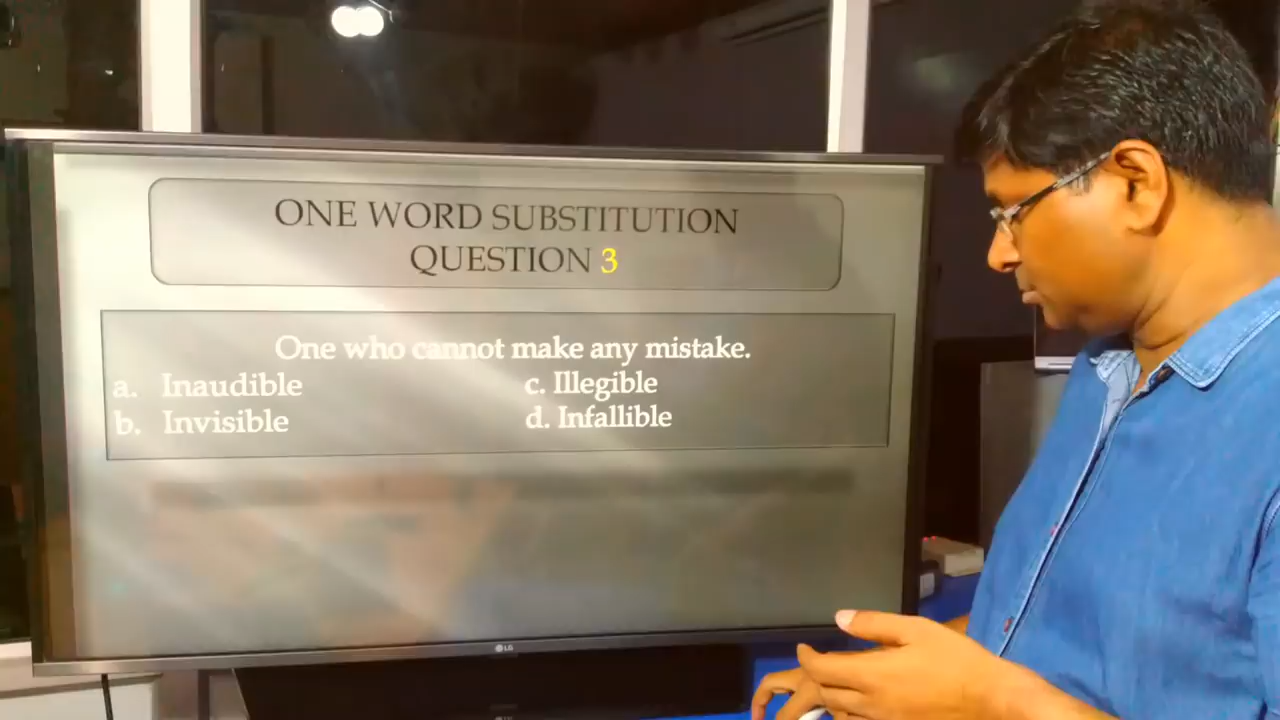 ONE WORD SUBSTITUTION
QUESTION 3
One who cannot make any mistake.
a. Inaudible
c. Illegible
b. Invisible
d. Infallible
LG